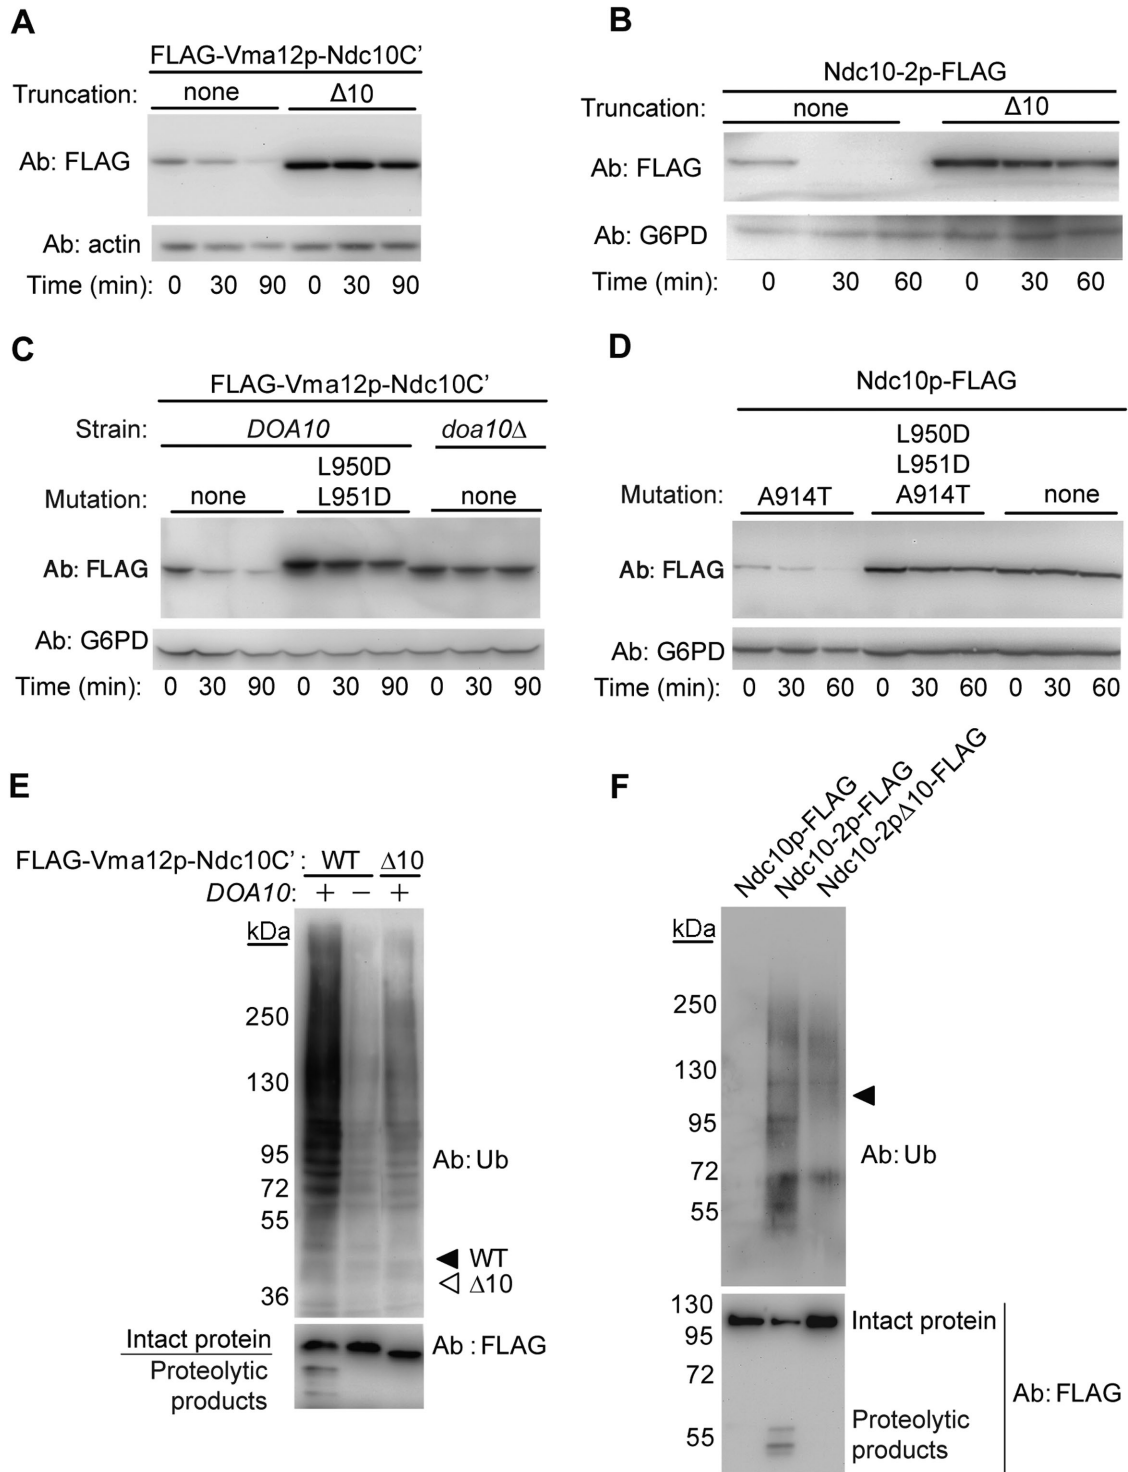 A
FLAG-Vma12p-Ndc10C’
Truncation: none Δ10
Ab: FLAG
Ab: actin
Time (min): 0 30 90 0 30 90
B
Ndc10-2p-FLAG
Truncation: none Δ10
Ab: FLAG
Ab: G6PD
Time (min): 0 30 60 0 30 60
C
FLAG-Vma12p-Ndc10C’
Strain: DOA10 doa10Δ
L950D
Mutation: none L951D none
Ab: FLAG
Ab: G6PD
Time (min): 0 30 90 0 30 90 0 90
D
Ndc10p-FLAG
L950D
L951D
Mutation: A914T A914T none
Ab: FLAG
Ab: G6PD
Time (min): 0 30 60 0 30 60 0 30 60
E
FLAG-Vma12p-Ndc10C’ : WT Δ10
DOA10: + − +
kDa
250
130
95
72
55
36
Ab: Ub
WT
Δ10
Intact protein
Proteolytic
products
Ab : FLAG
F
Ndc10p-FLAG
Ndc10-2p-FLAG
Ndc10-2pΔ10-FLAG
kDa
250
130
95
72
55
Ab: Ub
130
95
72
55
Intact protein
Proteolytic
products
Ab: FLAG